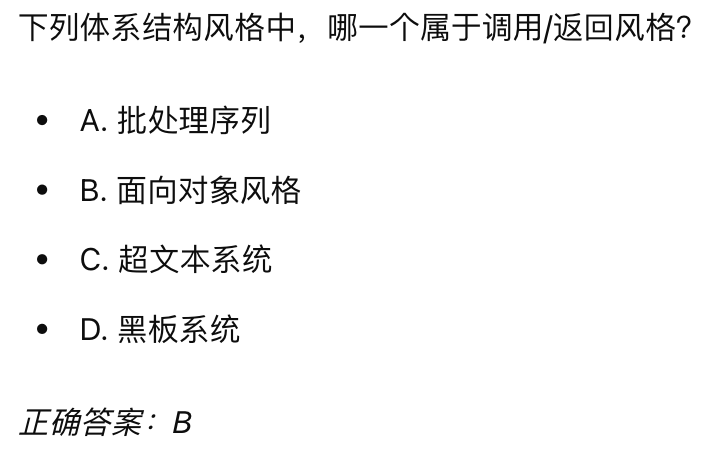 下列体系结构风格中，哪一个属于调用/返回风格？
• A. 批处理序列
• B. 面向对象风格
• C. 超文本系统
• D. 黑板系统
正确答案：B